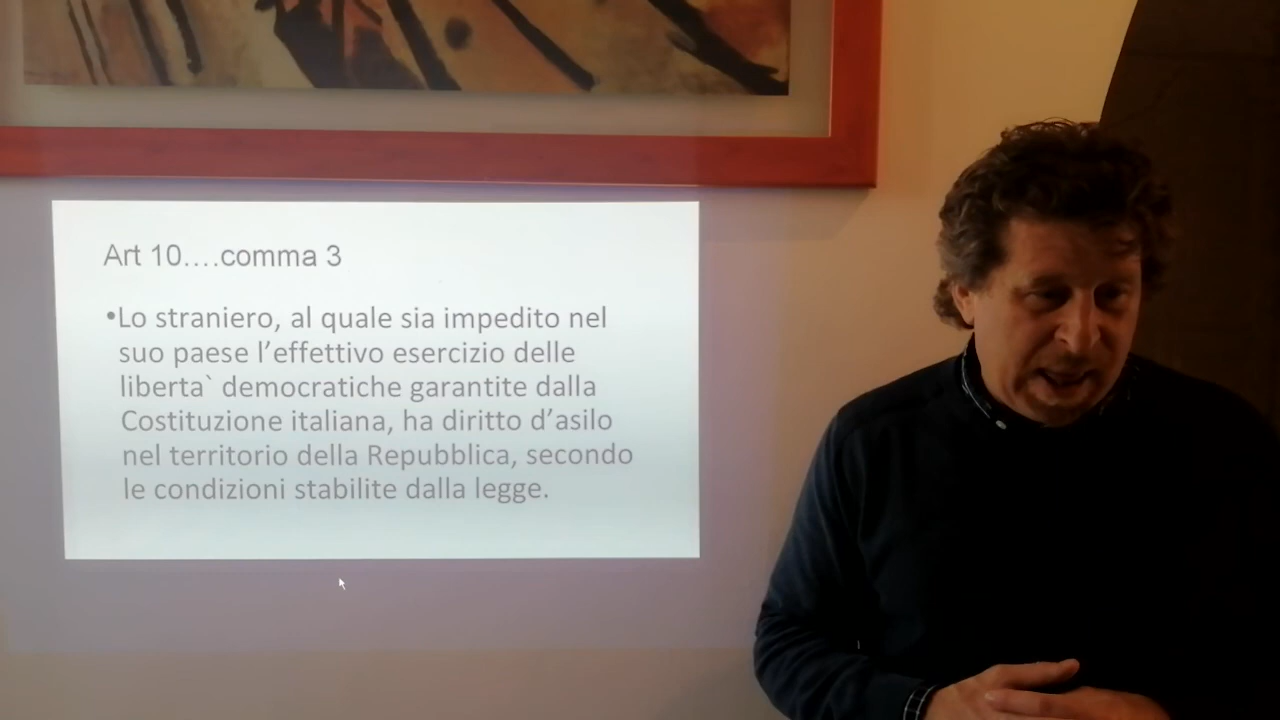 Art 10….comma 3
•Lo straniero, al quale sia impedito nel
suo paese l’effettivo esercizio delle
liberta` democratiche garantite dalla
Costituzione italiana, ha diritto d’asilo
nel territorio della Repubblica, secondo
le condizioni stabilite dalla legge.